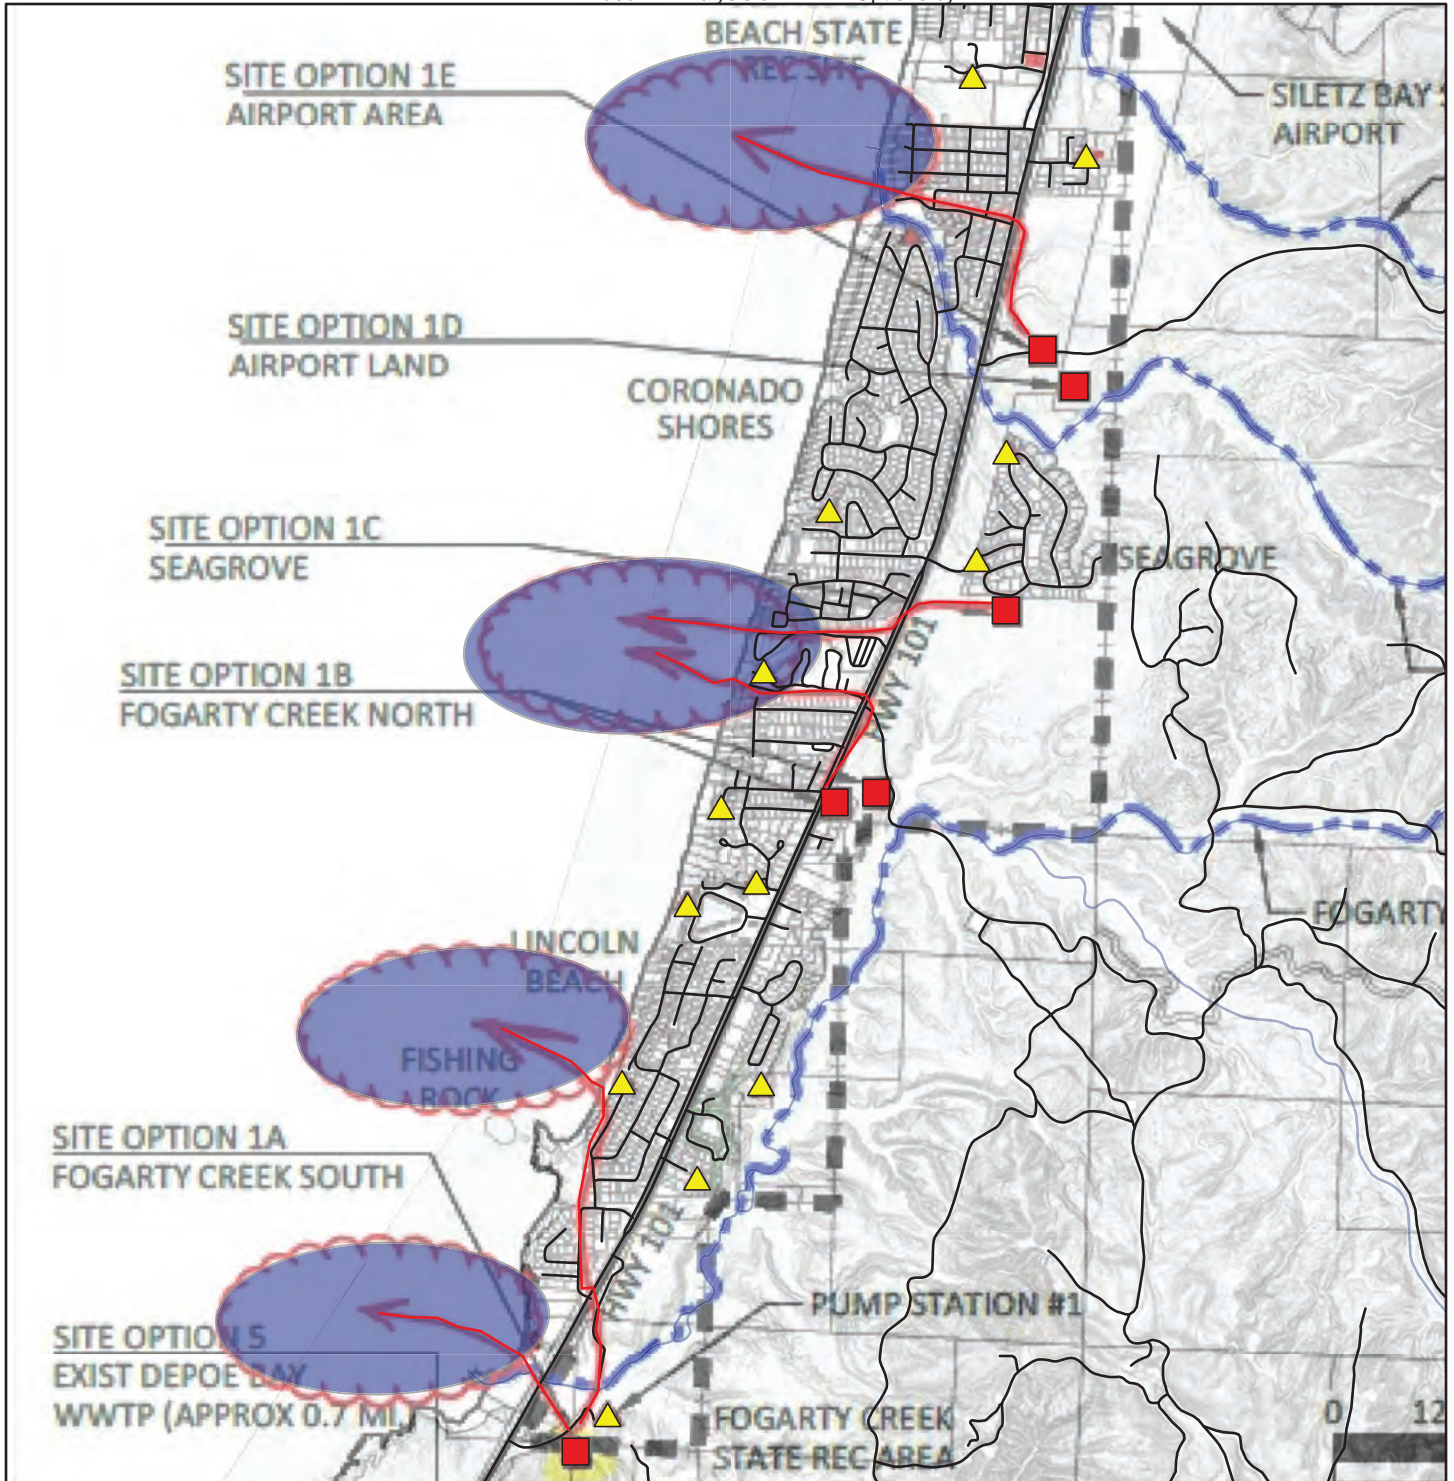 BEACH STATE
REC SITE
SITE OPTION 1E
AIRPORT AREA
SILETZ BAY
AIRPORT
SITE OPTION 1D
AIRPORT LAND
CORONADO
SHORES
SITE OPTION 1C
SEAGROVE
SEAGROVE
HWY 101
SITE OPTION 1B
FOGARTY CREEK NORTH
FOGARTY
LINCOLN
BEACH
FISHING
ROCK
SITE OPTION 1A
FOGARTY CREEK SOUTH
HWY 101
PUMP STATION #1
SITE OPTION 5
EXIST DEPOE BAY
WWTP (APPROX 0.7 MI.)
FOGARTY CREEK
STATE REC AREA
0 12